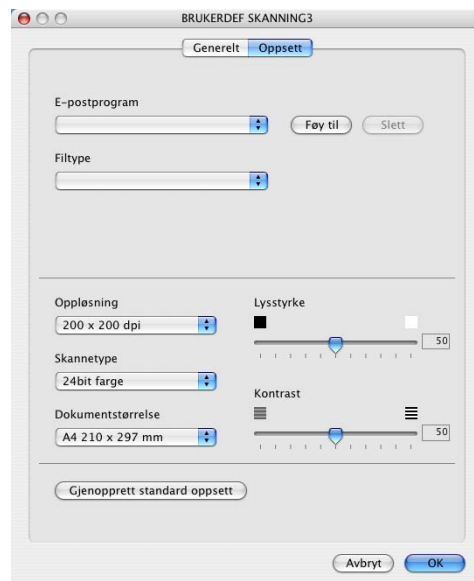 BRUKERDEF SKANNING3
Generelt Oppsett
E-postprogram
Føy til Slett
Filtype
Oppløsning
200 x 200 dpi
Skannetype
24bit farge
Dokumentstørrelse
A4 210 x 297 mm
Lysstyrke
50
Kontrast
50
Gjenopprett standard oppsett
Avbryt OK